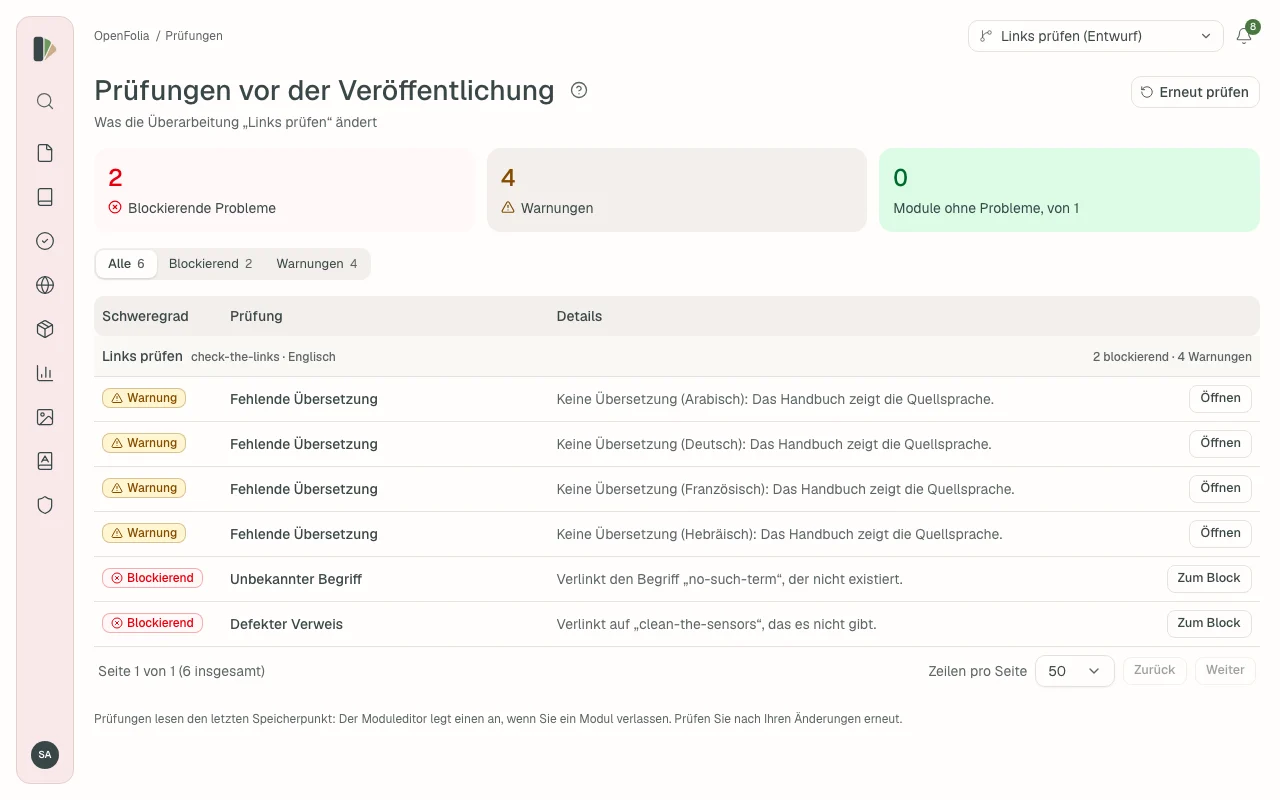 OpenFolia / Prüfungen
Links prüfen (Entwurf)
8
Prüfungen vor der Veröffentlichung
Erneut prüfen
Was die Überarbeitung „Links prüfen“ ändert
2
Blockierende Probleme
4
Warnungen
0
Module ohne Probleme, von 1
Alle 6 Blockierend 2 Warnungen 4
Schweregrad Prüfung Details
Links prüfen check-the-links · Englisch 2 blockierend · 4 Warnungen
Warnung Fehlende Übersetzung Keine Übersetzung (Arabisch): Das Handbuch zeigt die Quellsprache. Öffnen
Warnung Fehlende Übersetzung Keine Übersetzung (Deutsch): Das Handbuch zeigt die Quellsprache. Öffnen
Warnung Fehlende Übersetzung Keine Übersetzung (Französisch): Das Handbuch zeigt die Quellsprache. Öffnen
Warnung Fehlende Übersetzung Keine Übersetzung (Hebräisch): Das Handbuch zeigt die Quellsprache. Öffnen
Blockierend Unbekannter Begriff Verlinkt den Begriff „no-such-term“, der nicht existiert. Zum Block
Blockierend Defekter Verweis Verlinkt auf „clean-the-sensors“, das es nicht gibt. Zum Block
Seite 1 von 1 (6 insgesamt) Zeilen pro Seite 50 Zurück Weiter
Prüfungen lesen den letzten Speicherpunkt: Der Moduleditor legt einen an, wenn Sie ein Modul verlassen. Prüfen Sie nach Ihren Änderungen erneut.
SA